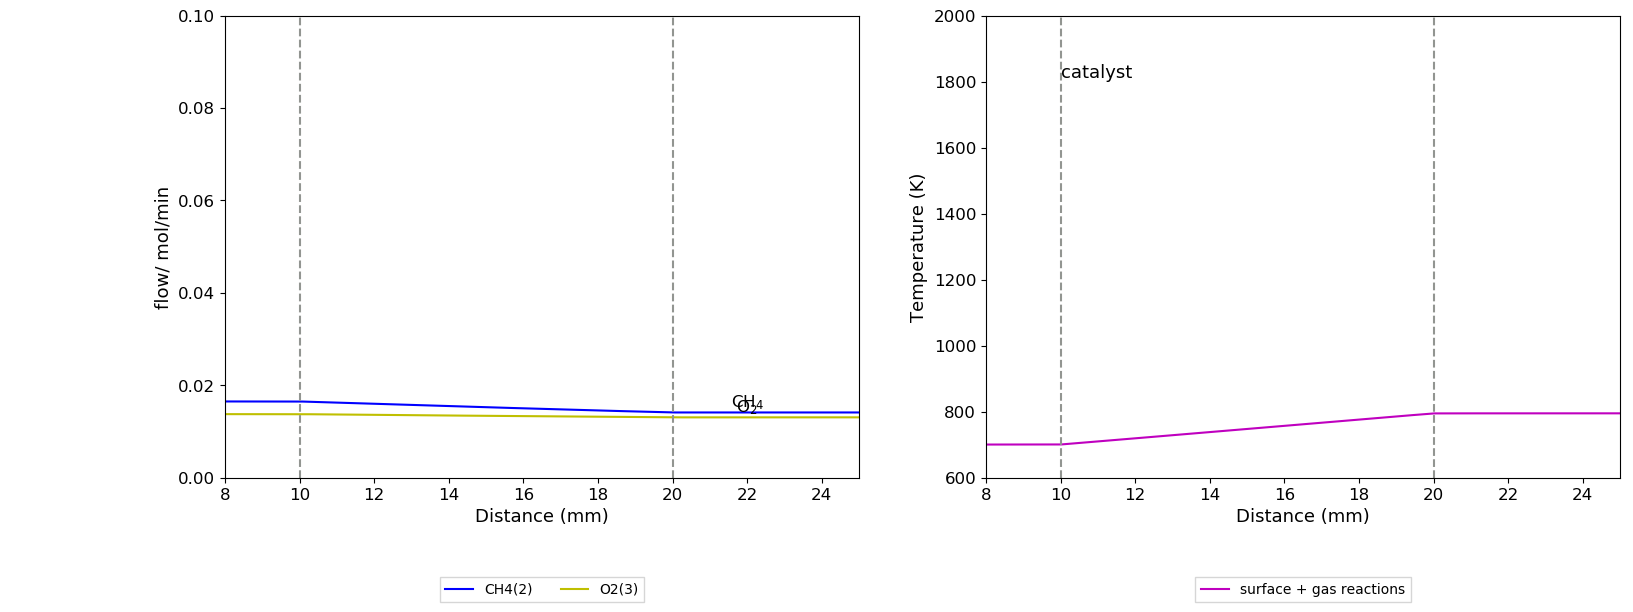 0.10
0.08
0.06
0.04
0.02
0.00
flow/ mol/min
CH₄
O₂
8 10 12 14 16 18 20 22 24
Distance (mm)
CH4(2) O2(3)
2000
1800
1600
1400
1200
1000
800
600
Temperature (K)
catalyst
8 10 12 14 16 18 20 22 24
Distance (mm)
surface + gas reactions